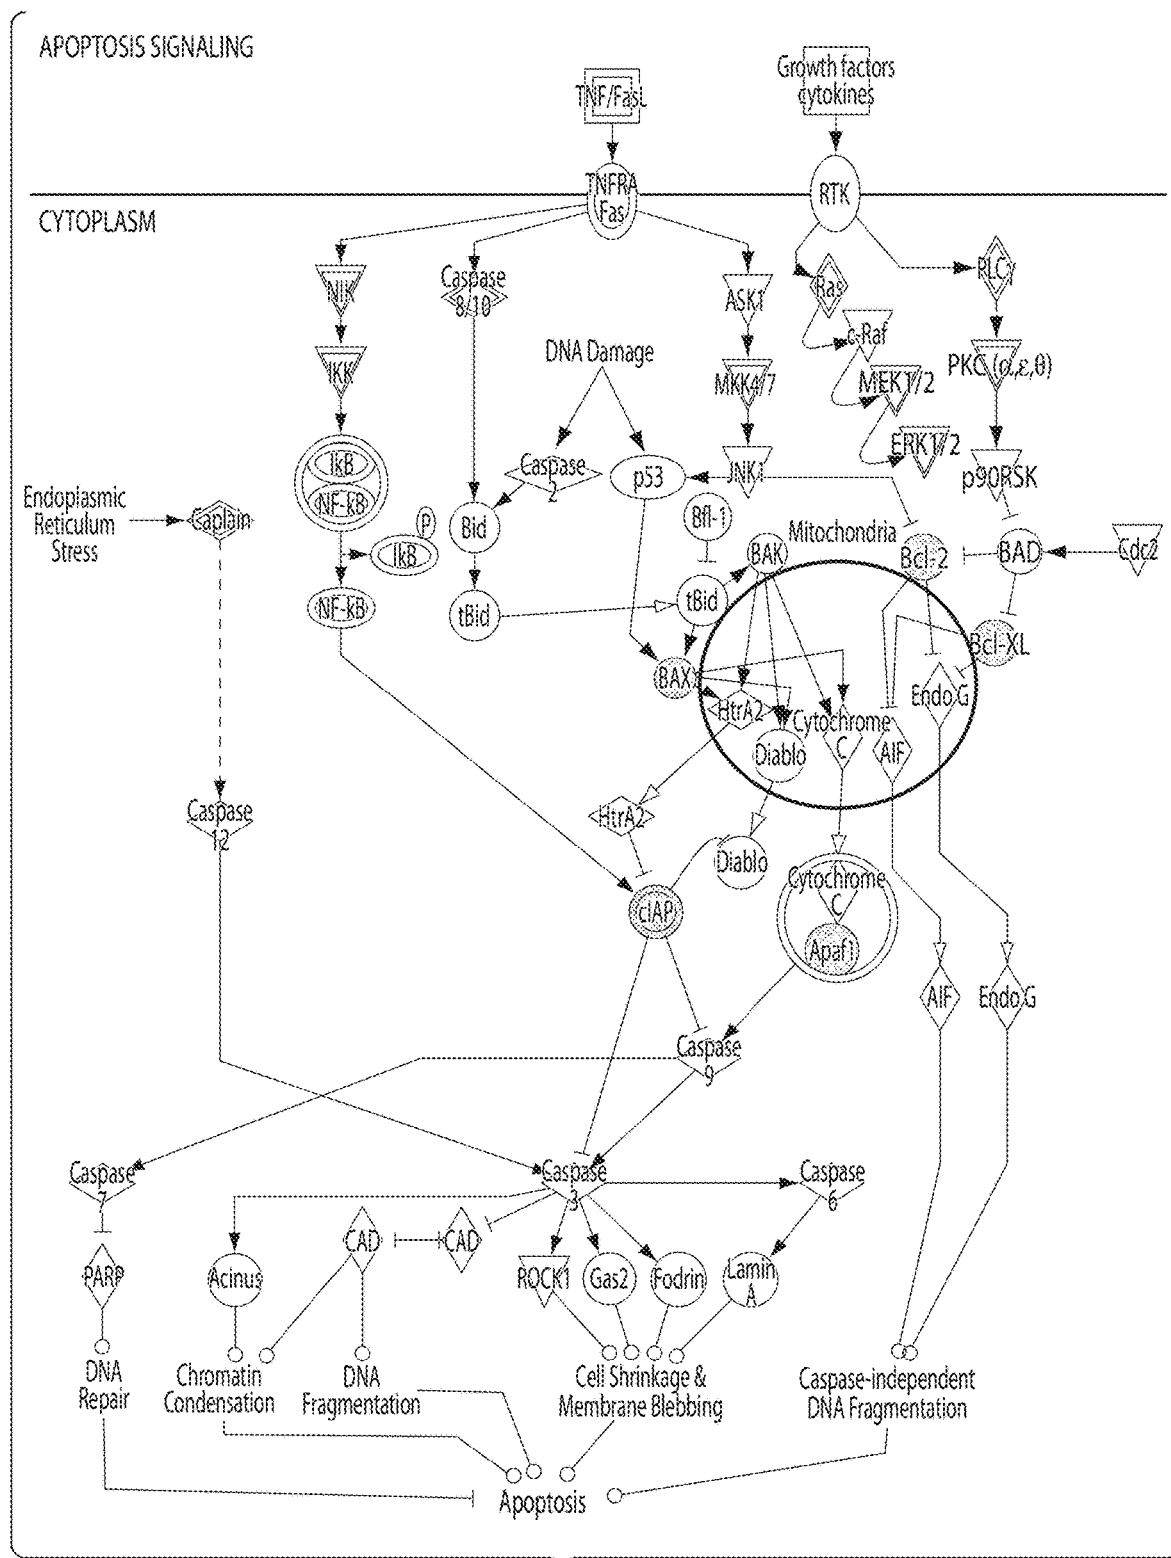 APOPTOSIS SIGNALING
Growth factors
cytokines
TNF/FasL
TNFRA
Fas
RTK
CYTOPLASM
NIK
Caspase
8/10
ASK1
Ras
RLCγ
c-Raf
DNA Damage
IKK
MKK4/7
MEK1/2
PKC (α,ε,θ)
ERK1/2
IkB
NF-kB
Caspase
2
p53
JNK1
p90RSK
Endoplasmic
Reticulum
Stress
Caplain
P
IkB
Bid
Bfl-1
Mitochondria
BAK
Bcl-2
BAD
Cdc2
NF-kB
tBid
tBid
Bcl-XL
BAX
HtrA2
Endo G
Cytochrome
C
Diablo
AIF
Caspase
12
HtrA2
Diablo
Cytochrome
C
cIAP
Apaf1
AIF
Endo G
Caspase
9
Caspase
7
Caspase
3
Caspase
6
CAD
CAD
PARP
Acinus
ROCK1
Gas2
Fodrin
Lamin
A
DNA
Repair
Chromatin
Condensation
DNA
Fragmentation
Cell Shrinkage &
Membrane Blebbing
Caspase-independent
DNA Fragmentation
Apoptosis